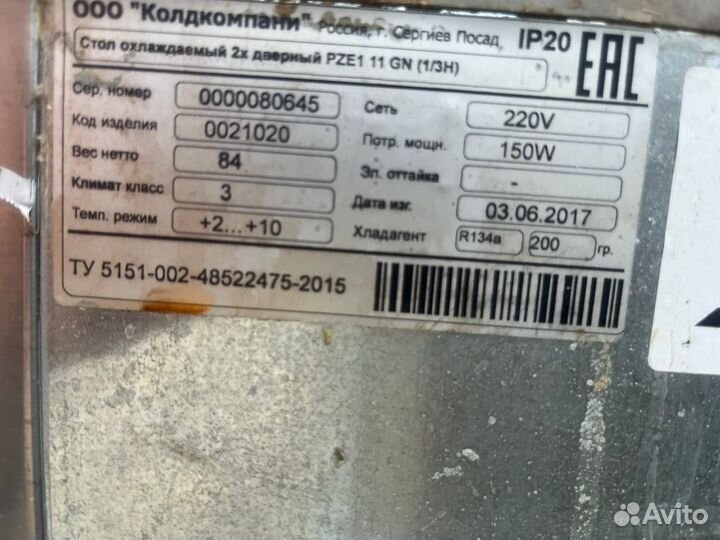 ООО "Колдкомпани" Россия, г. Сергиев Посад IP20 EAC
Стол охлаждаемый 2х дверный PZE1 11 GN (1/3H)
Сер. номер 0000080645 Сеть 220V
Код изделия 0021020 Потр. мощн. 150W
Вес нетто 84 Эл. оттайка -
Климат класс 3 Дата изг. 03.06.2017
Темп. режим +2...+10 Хладагент R134a 200 гр.
ТУ 5151-002-48522475-2015
Avito